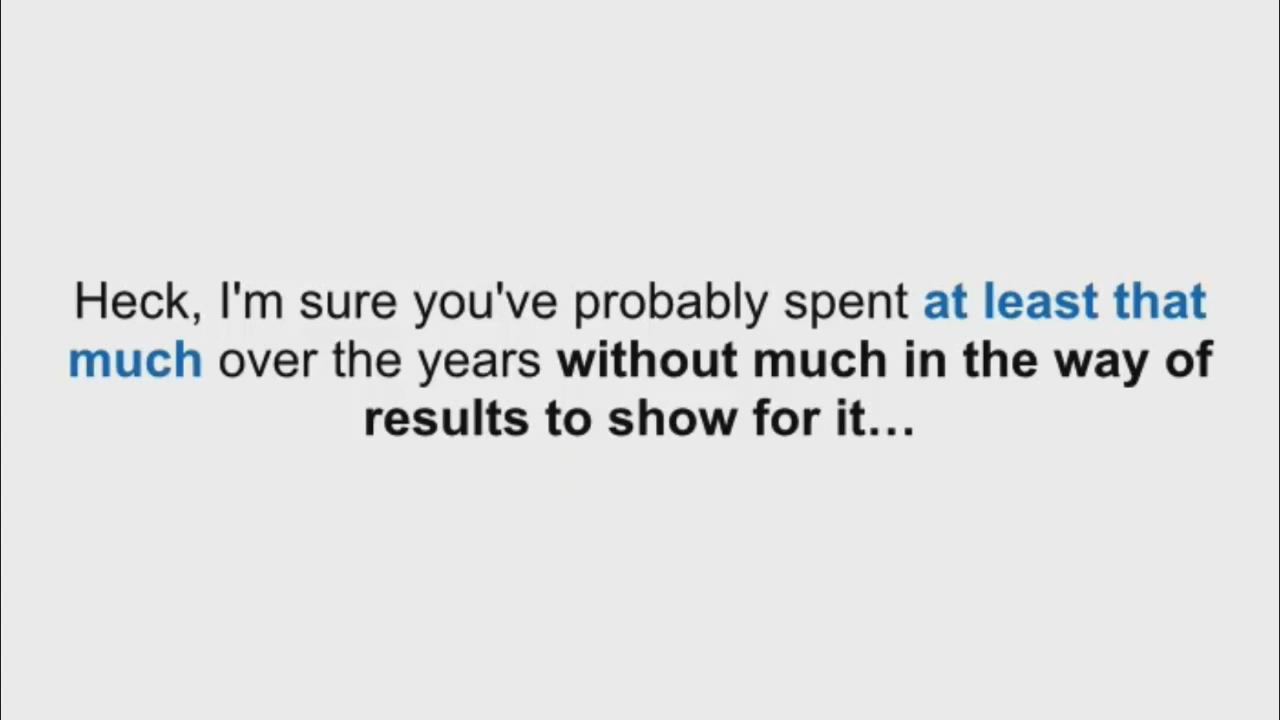 Heck, I'm sure you've probably spent at least that
much over the years without much in the way of
results to show for it…